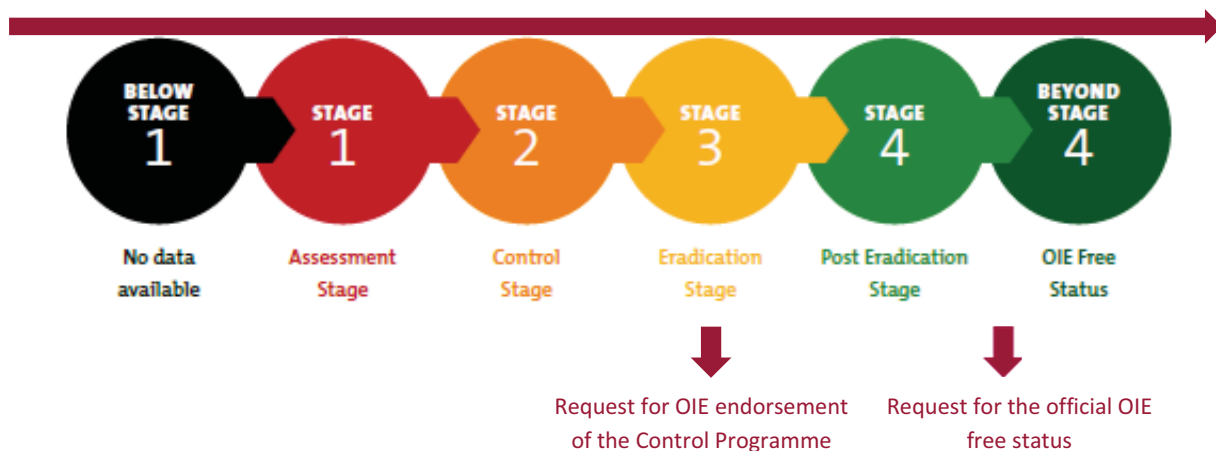 BELOW
STAGE
1
STAGE
1
STAGE
2
STAGE
3
STAGE
4
BEYOND
STAGE
4
No data
available
Assessment
Stage
Control
Stage
Eradication
Stage
Post Eradication
Stage
OIE Free
Status
Request for OIE endorsement
of the Control Programme
Request for the official OIE
free status